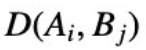 D(A_i, B_j)